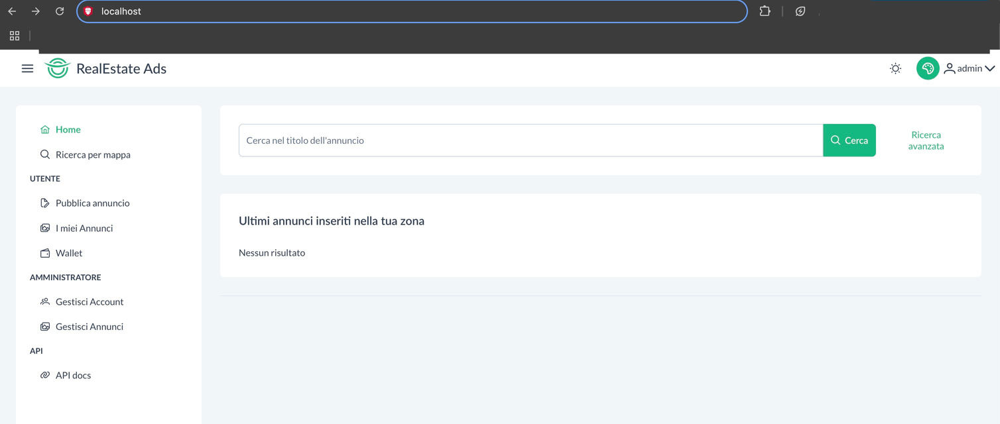 localhost
RealEstate Ads
admin
Home
Ricerca per mappa
UTENTE
Pubblica annuncio
I miei Annunci
Wallet
AMMINISTRATORE
Gestisci Account
Gestisci Annunci
API
API docs
Cerca nel titolo dell'annuncio
Cerca
Ricerca
avanzata
Ultimi annunci inseriti nella tua zona
Nessun risultato